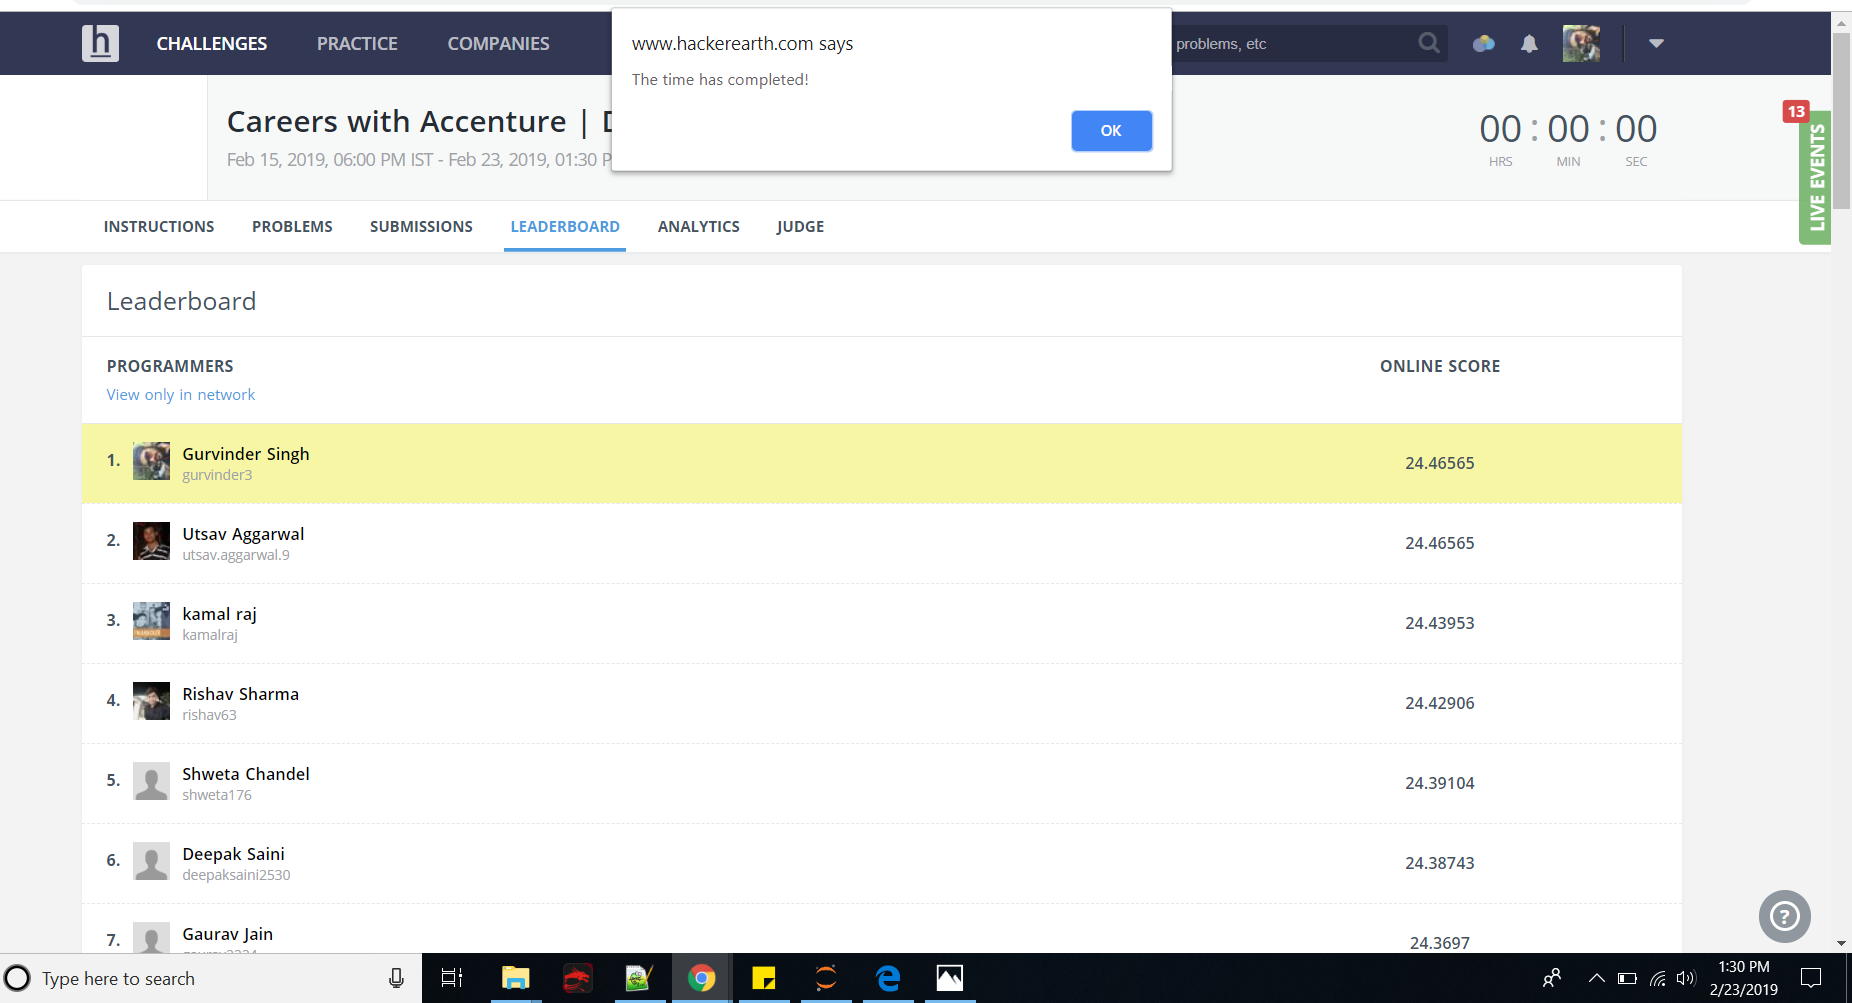 h
CHALLENGES
PRACTICE
COMPANIES
problems, etc
www.hackerearth.com says
The time has completed!
OK
Careers with Accenture |
Feb 15, 2019, 06:00 PM IST - Feb 23, 2019, 01:30
00 : 00 : 00
HRS MIN SEC
13
LIVE EVENTS
INSTRUCTIONS PROBLEMS SUBMISSIONS LEADERBOARD ANALYTICS JUDGE
Leaderboard
PROGRAMMERS ONLINE SCORE
View only in network
1. Gurvinder Singh 24.46565
gurvinder3
2. Utsav Aggarwal 24.46565
utsav.aggarwal.9
3. kamal raj 24.43953
kamalraj
4. Rishav Sharma 24.42906
rishav63
5. Shweta Chandel 24.39104
shweta176
6. Deepak Saini 24.38743
deepaksaini2530
7. Gaurav Jain 24.3697
?
Type here to search
1:30 PM
2/23/2019